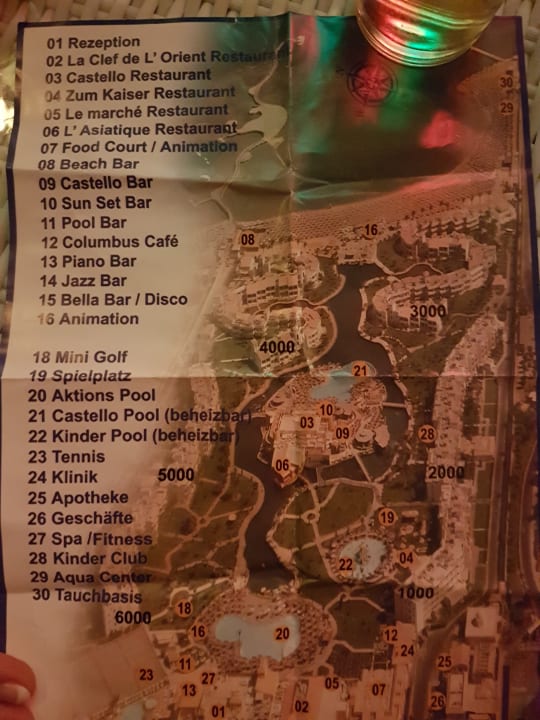 01 Rezeption
02 La Clef de L' Orient Restaurant
03 Castello Restaurant
04 Zum Kaiser Restaurant
05 Le marché Restaurant
06 L' Asiatique Restaurant
07 Food Court / Animation
08 Beach Bar
09 Castello Bar
10 Sun Set Bar
11 Pool Bar
12 Columbus Café
13 Piano Bar
14 Jazz Bar
15 Bella Bar / Disco
16 Animation
18 Mini Golf
19 Spielplatz
20 Aktions Pool
21 Castello Pool (beheizbar)
22 Kinder Pool (beheizbar)
23 Tennis
24 Klinik
25 Apotheke
26 Geschäfte
27 Spa /Fitness
28 Kinder Club
29 Aqua Center
30 Tauchbasis
30
29
16
08
3000
4000
21
10
03
09
28
06
2000
5000
19
22
04
1000
18
6000
16
20
12
24
11
25
23
27
13
05
07
02
26
01